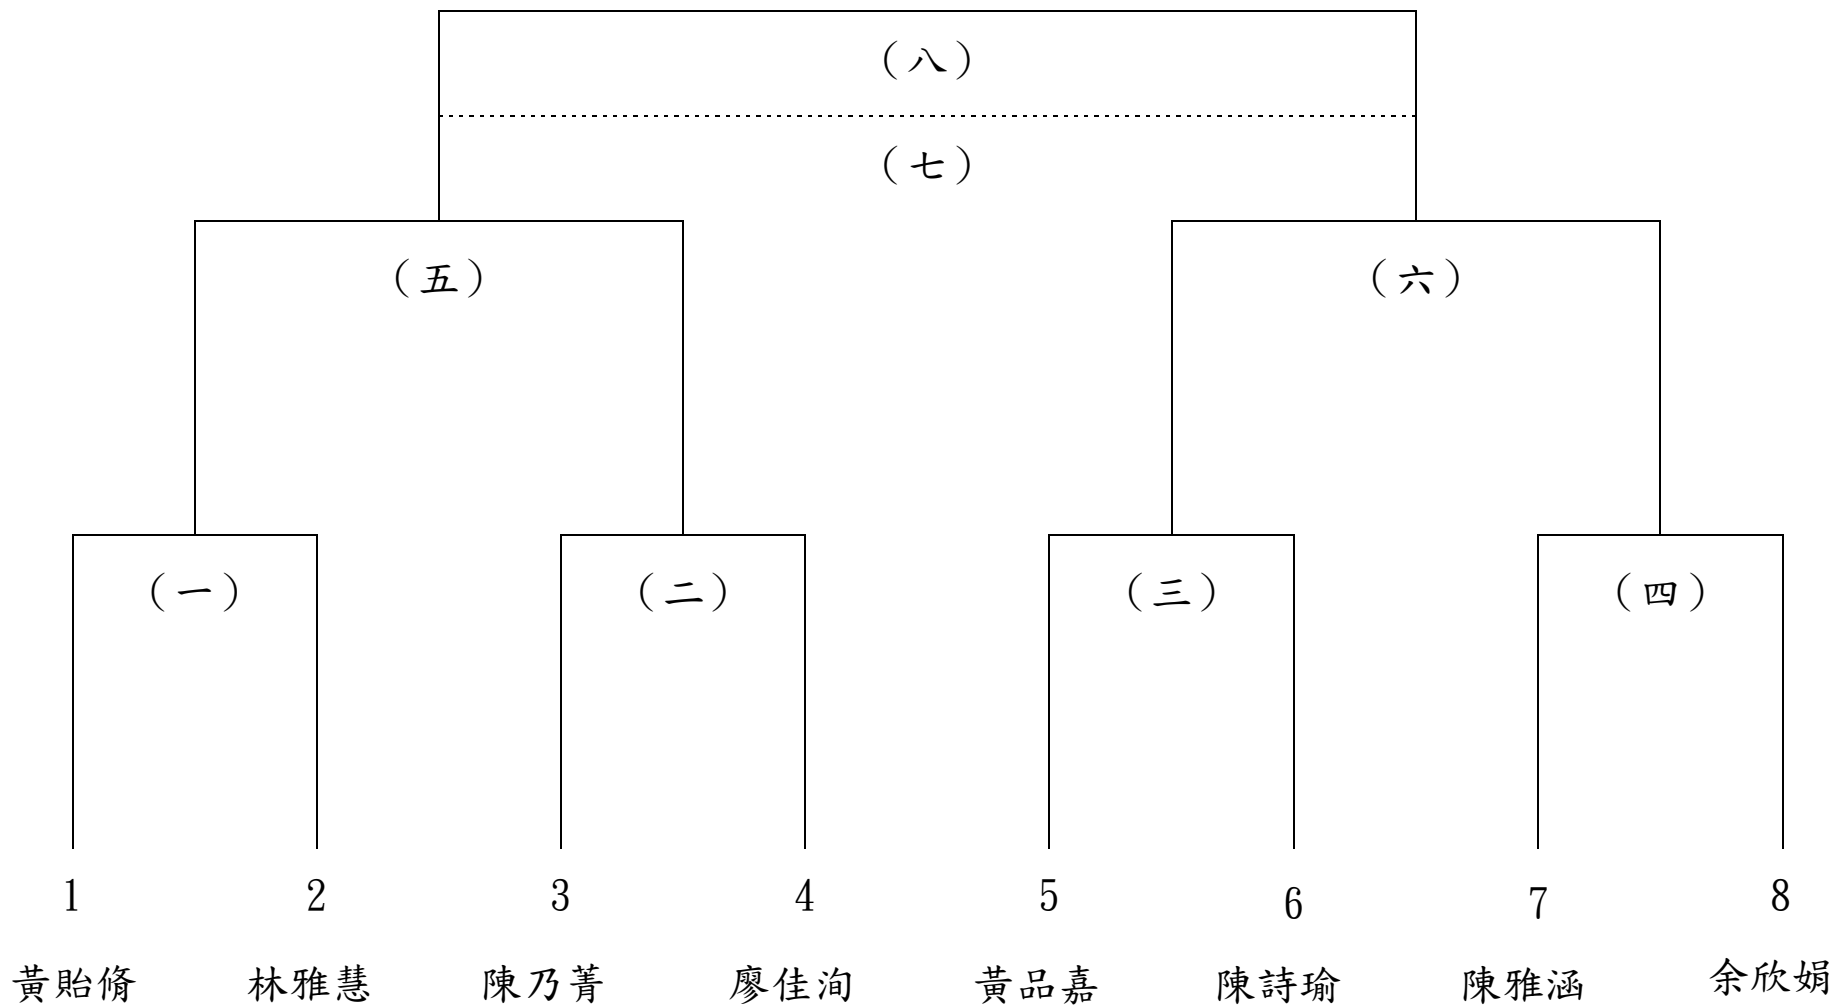 (八)
(七)
(五) (六)
(一) (二) (三) (四)
1 2 3 4 5 6 7 8
黃貽脩 林雅慧 陳乃菁 廖佳洵 黃品嘉 陳詩瑜 陳雅涵 余欣娟